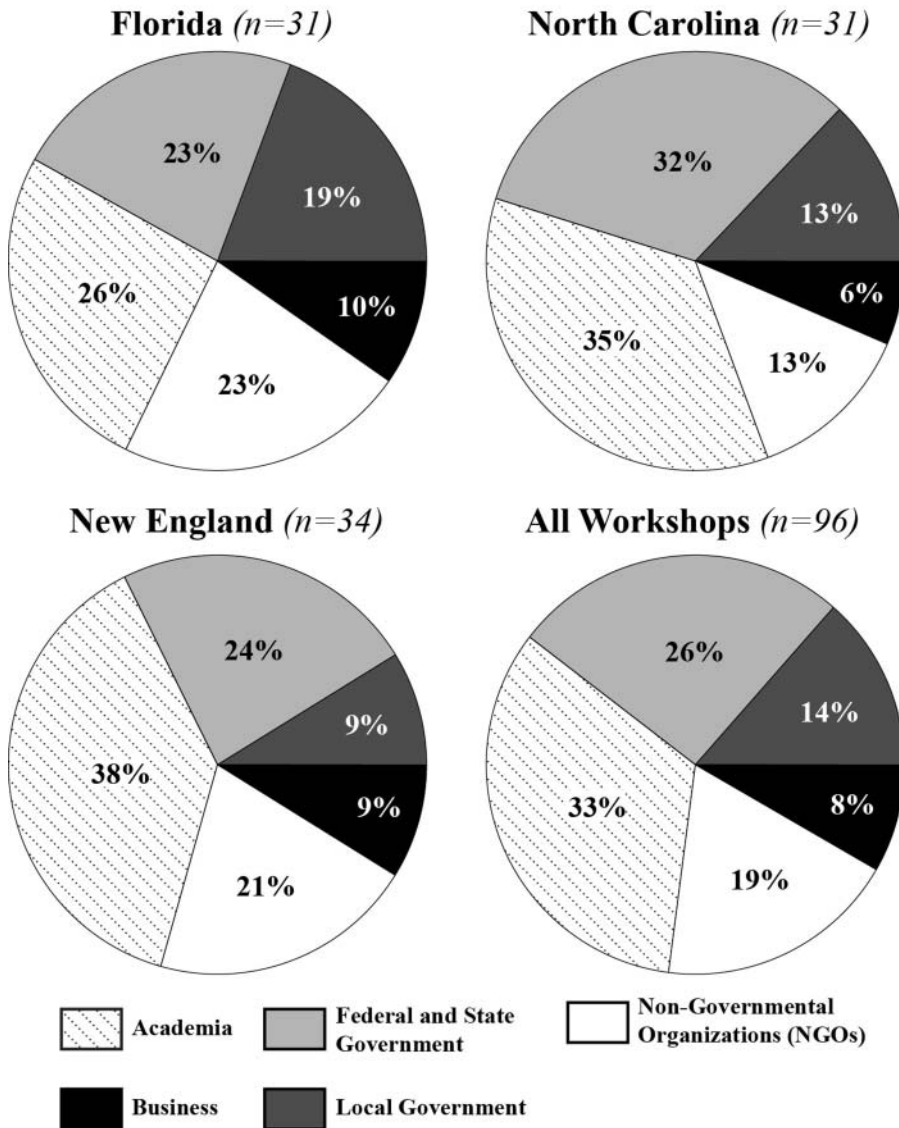 Florida (n=31)
23%
19%
26%
10%
23%
North Carolina (n=31)
32%
13%
35%
6%
13%
New England (n=34)
24%
9%
38%
9%
21%
All Workshops (n=96)
26%
14%
33%
8%
19%
Academia
Federal and State
Government
Non-Governmental
Organizations (NGOs)
Business
Local Government